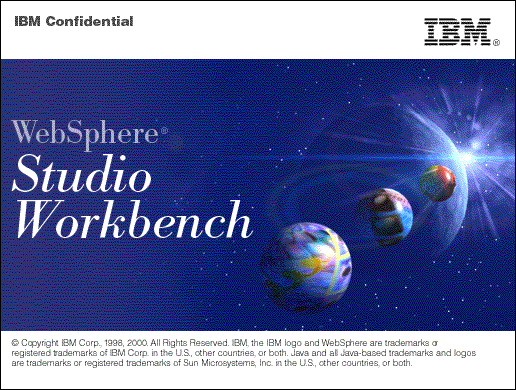 IBM Confidential
IBM®
WebSphere®
Studio
Workbench
© Copyright IBM Corp., 1998, 2000. All Rights Reserved. IBM, the IBM logo and WebSphere are trademarks or
registered trademarks of IBM Corp. in the U.S., other countries, or both. Java and all Java-based trademarks and logos
are trademarks or registered trademarks of Sun Microsystems, Inc. in the U.S., other countries, or both.